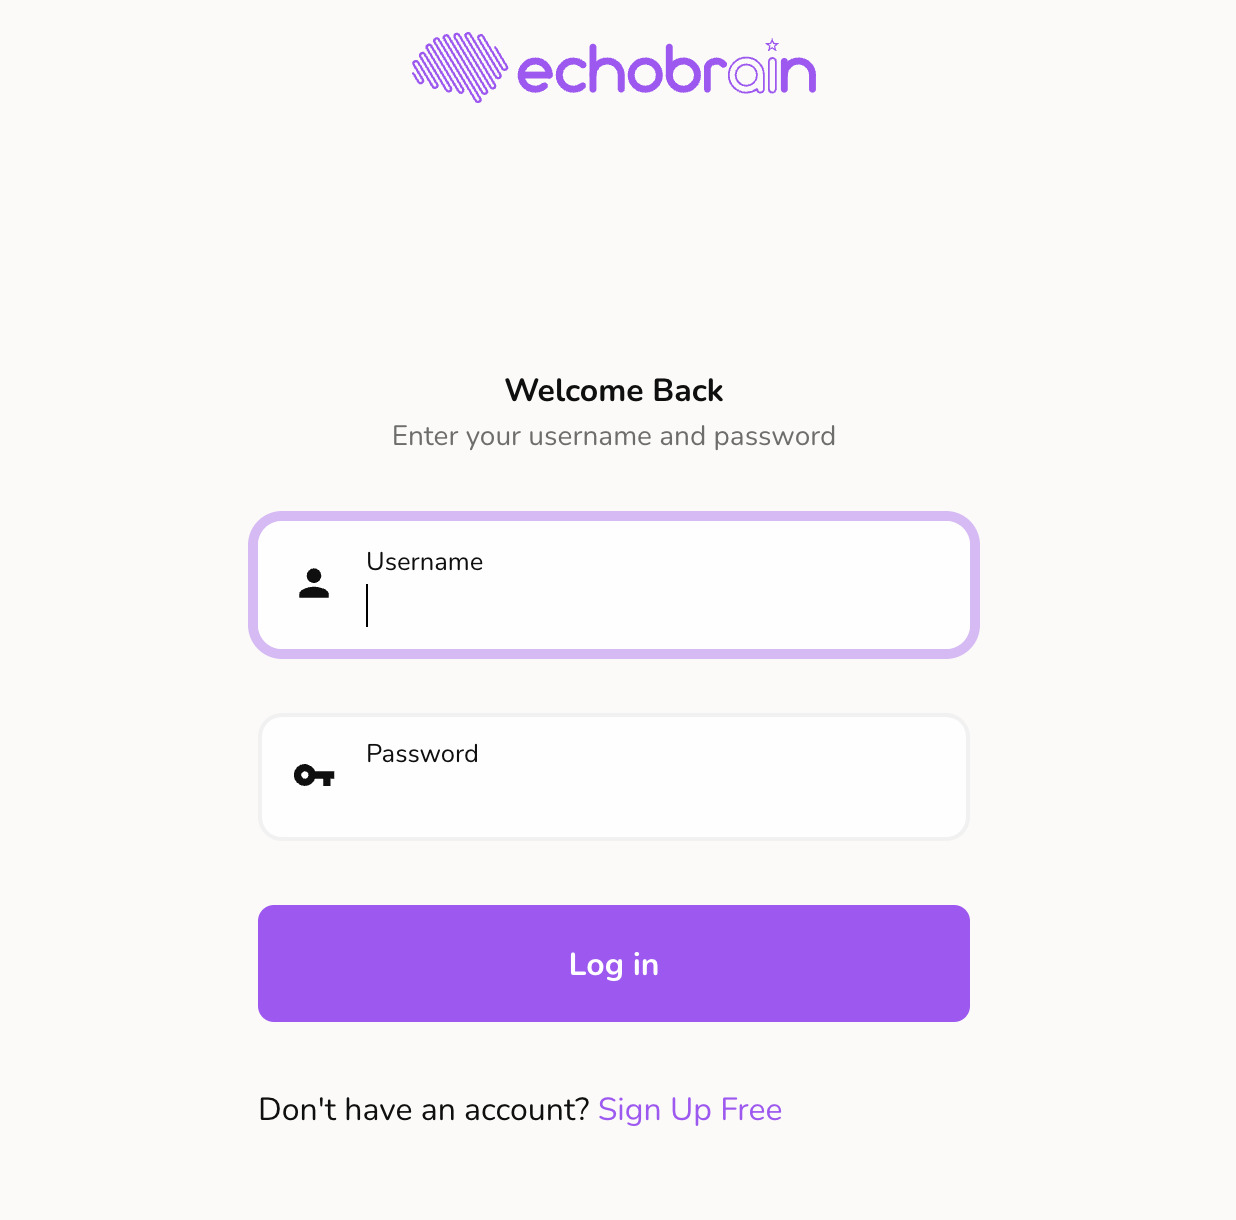 echobrain
Welcome Back
Enter your username and password
Username
Password
Log in
Don't have an account? Sign Up Free